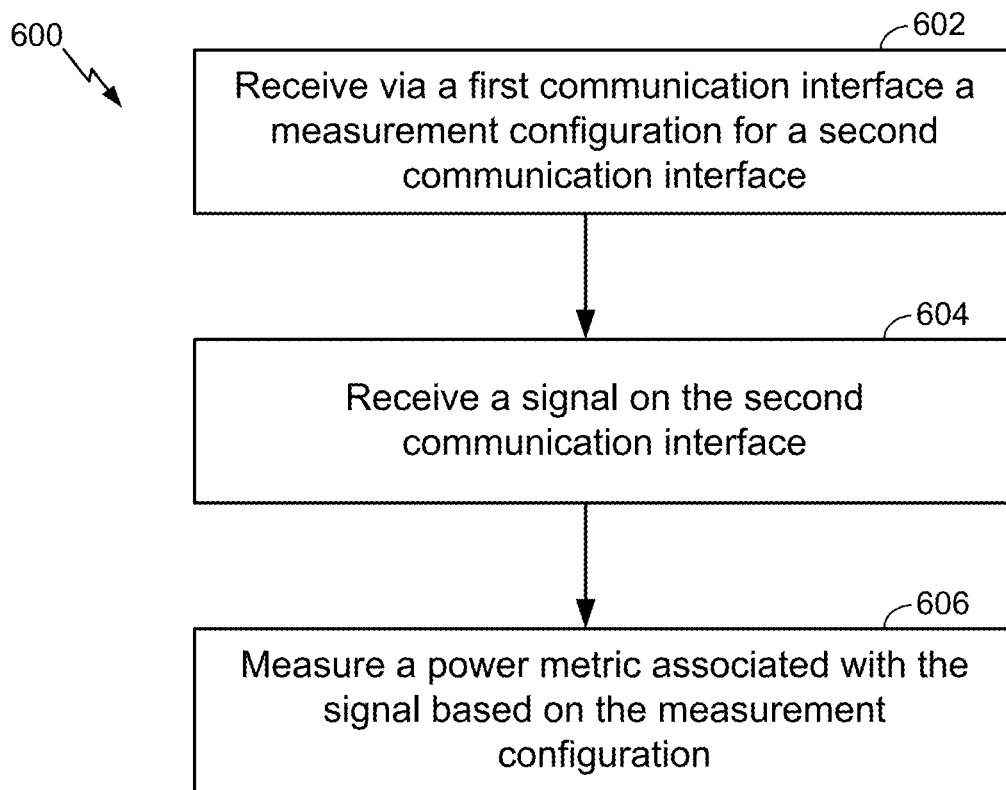 600
602
Receive via a first communication interface a
measurement configuration for a second
communication interface
604
Receive a signal on the second
communication interface
606
Measure a power metric associated with the
signal based on the measurement
configuration